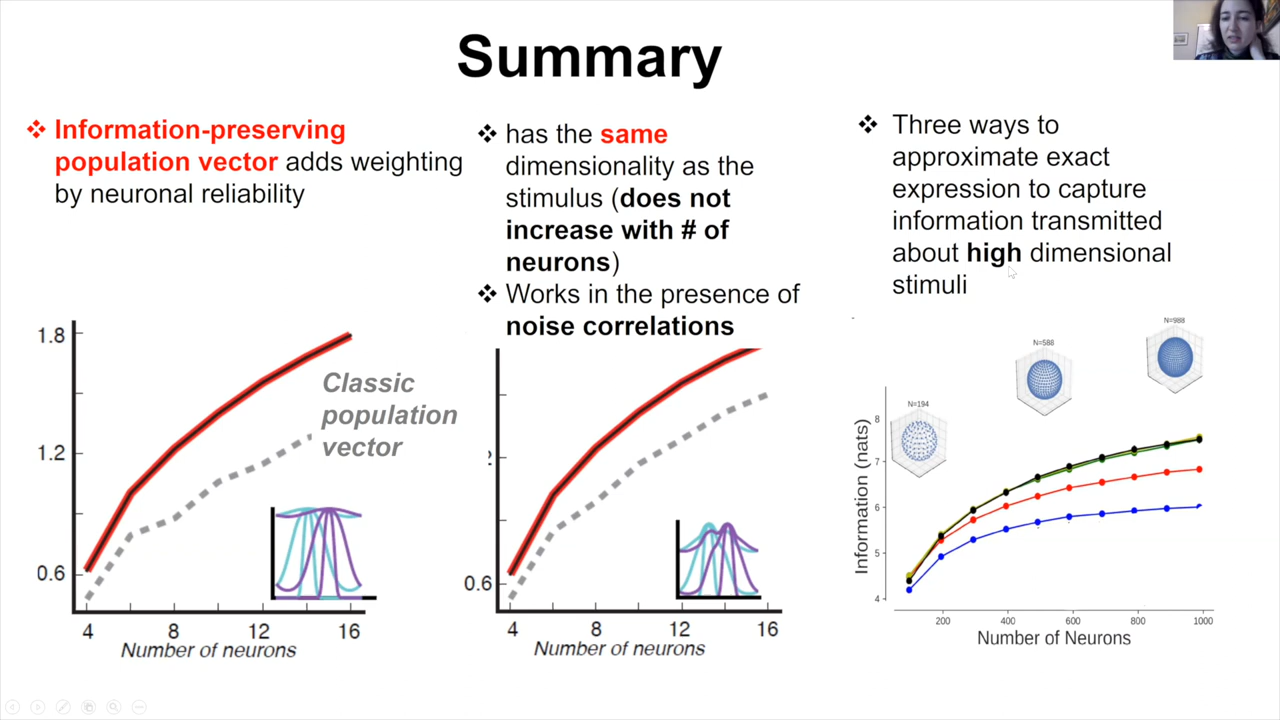 Summary
❖ Information-preserving
population vector adds weighting
by neuronal reliability
❖ has the same
dimensionality as the
stimulus (does not
increase with # of
neurons)
❖ Works in the presence of
noise correlations
❖ Three ways to
approximate exact
expression to capture
information transmitted
about high dimensional
stimuli
1.8
1.2
0.6
Classic
population
vector
4 8 12 16
Number of neurons
0.6
4 8 12 16
Number of neurons
N=194
N=588
N=988
Information (nats)
8
7
6
5
4
200 400 600 800 1000
Number of Neurons